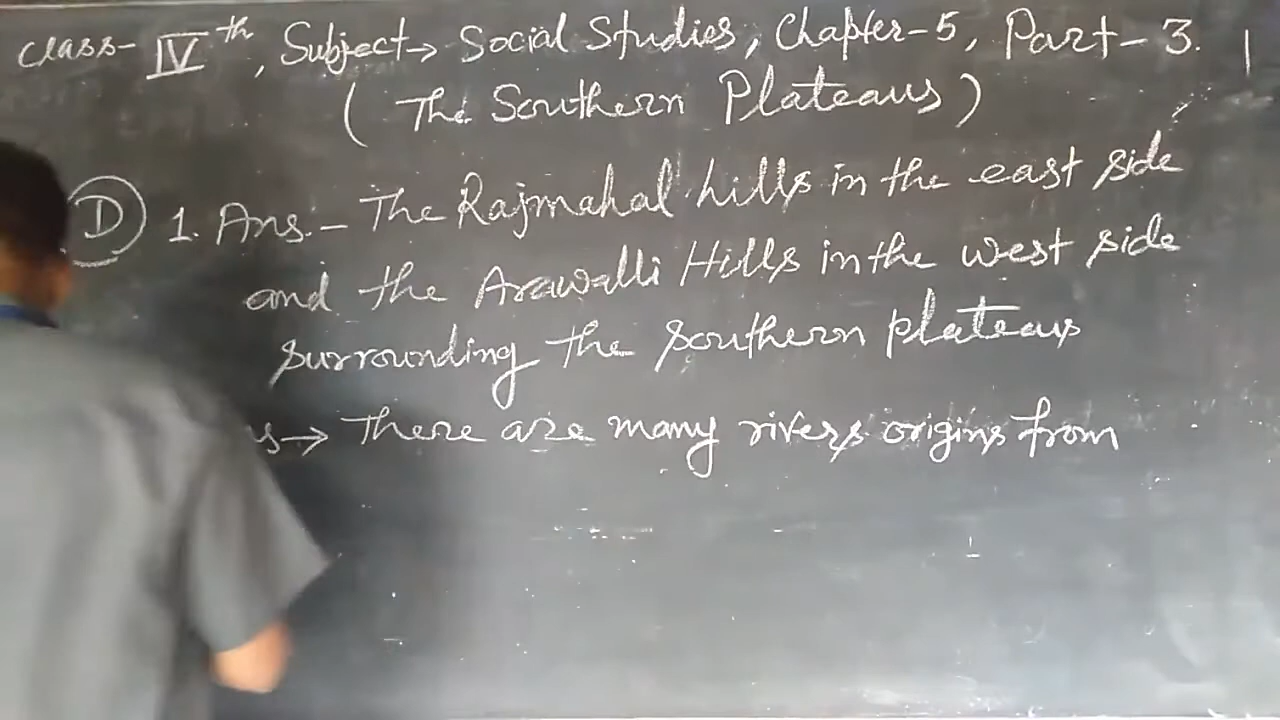 Class- IVth, Subject→ Social Studies, Chapter-5, Part-3.
(The Southern Plateaus)
D 1. Ans.- The Rajmahal hills in the east side
and the Arawalli Hills in the west side
surrounding the southern plateaus
s→ There are many rivers origins from